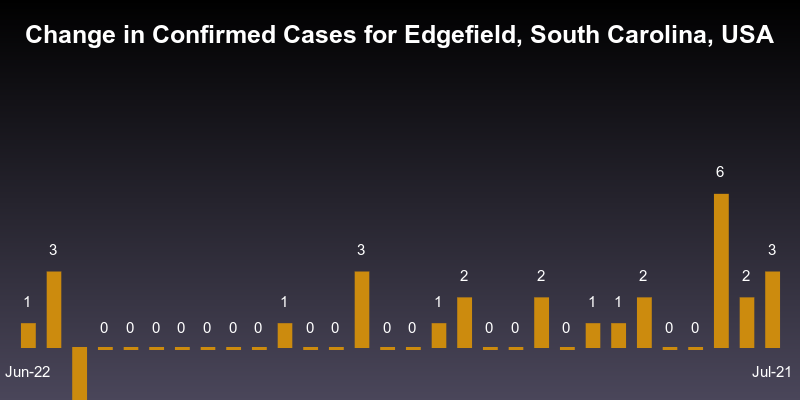 Change in Confirmed Cases for Edgefield, South Carolina, USA
6
3 3 3
2 2 2 2
1 1 1 1 1
0 0 0 0 0 0 0 0 0 0 0 0 0 0 0
Jun-22 Jul-21